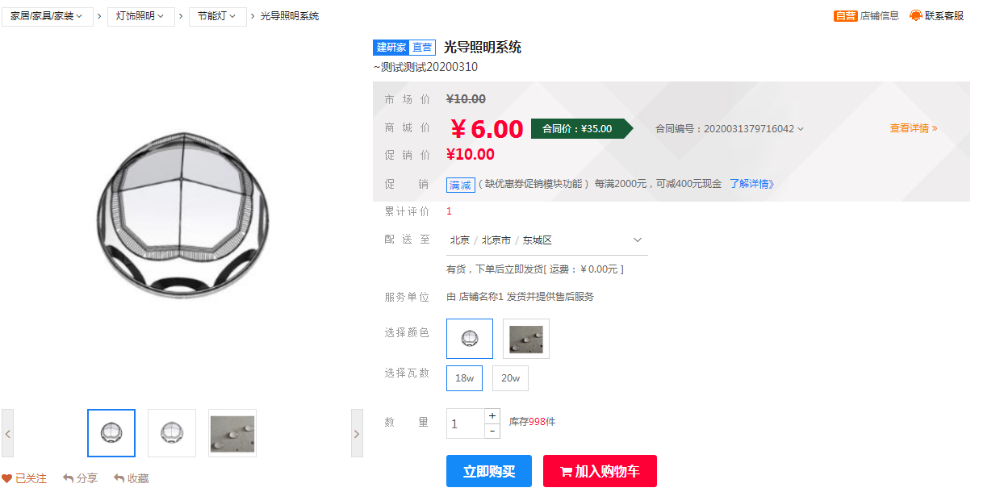 家居/家具/家装 > 灯饰照明 > 节能灯 > 光导照明系统
自营 店铺信息 联系客服
建研家 直营 光导照明系统
~测试测试20200310
市场价 ¥10.00
商城价 ¥6.00 合同价：¥35.00 合同编号：2020031379716042 查看详情 »
促销价 ¥10.00
促销 满减 （ 缺优惠券促销模块功能 ） 每满2000元，可减400元现金 了解详情》
累计评价 1
配送至 北京 / 北京市 / 东城区
有货，下单后立即发货[ 运费：￥0.00元 ]
服务单位 由 店铺名称1 发货并提供售后服务
选择颜色
选择瓦数 18w 20w
数量 1 + - 库存998件
< >
已关注 分享 收藏
立即购买 加入购物车